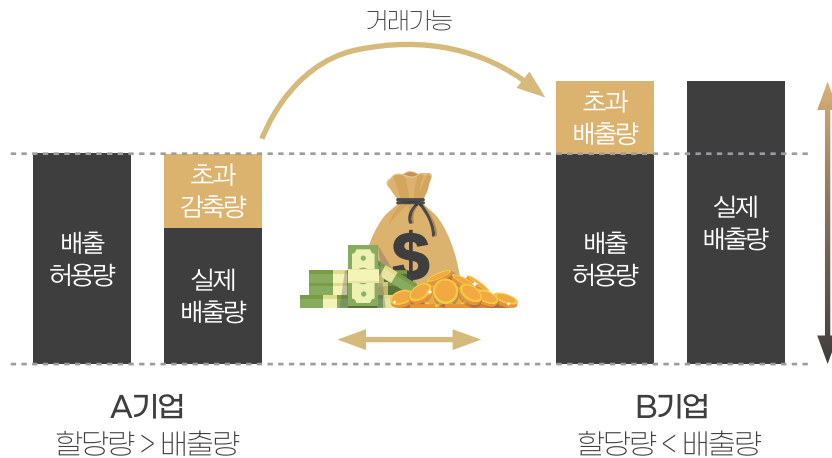 거래가능
배출
허용량
초과
감축량
실제
배출량
$
초과
배출량
배출
허용량
실제
배출량
A기업
할당량 > 배출량
B기업
할당량 < 배출량